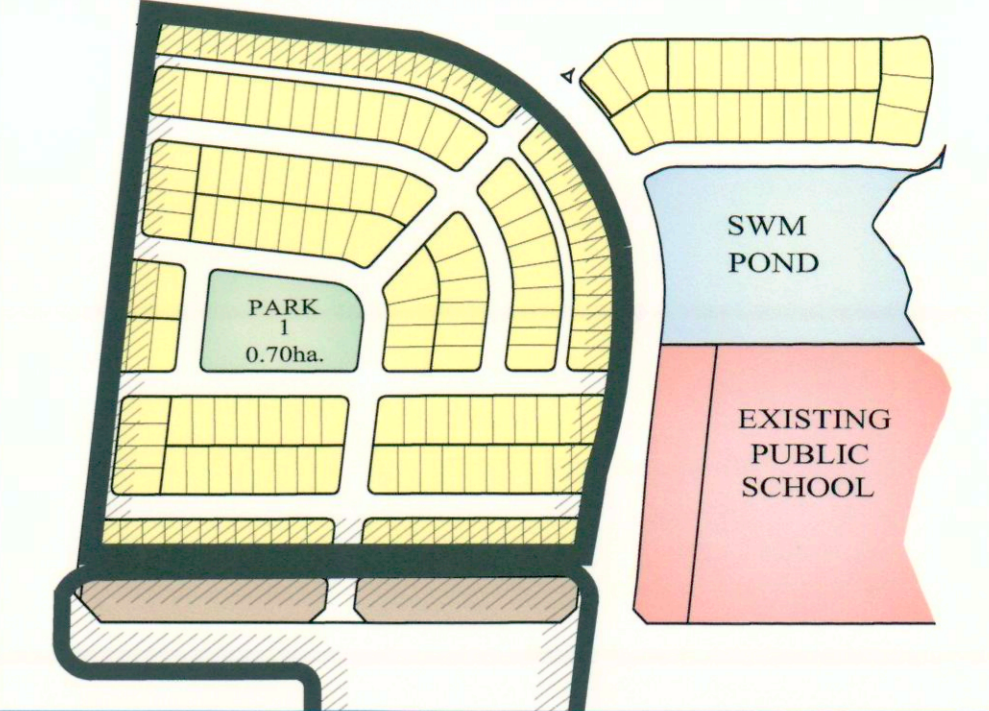 SWM
POND
PARK
1
0.70ha.
EXISTING
PUBLIC
SCHOOL